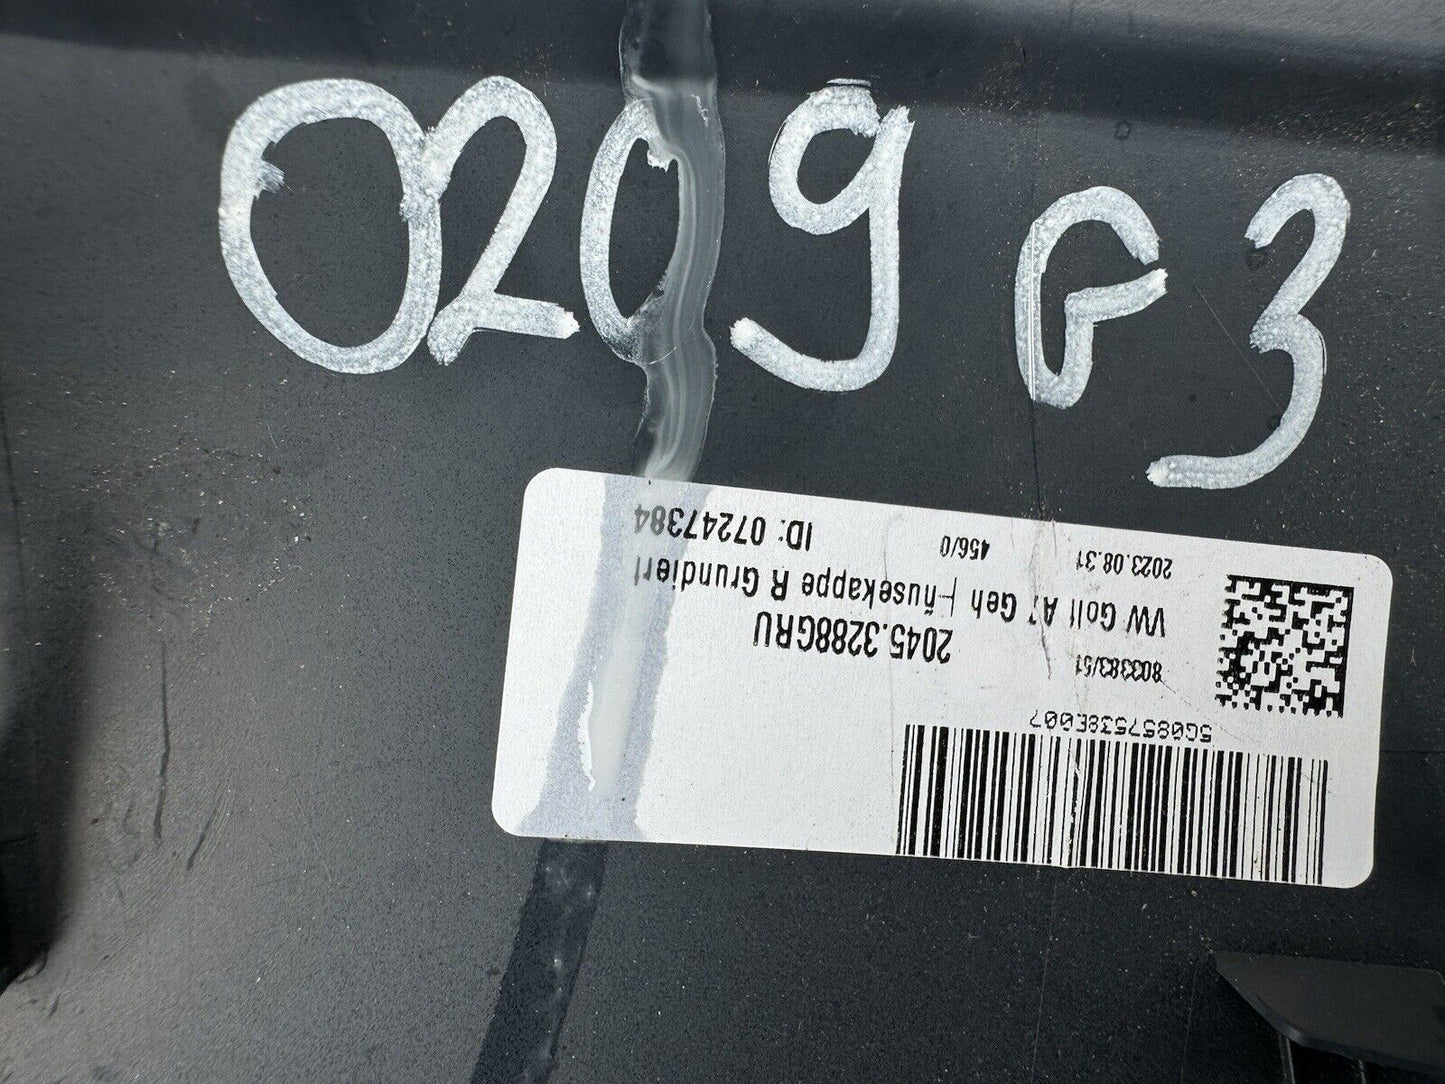 0209 G3
5G0857538E007
803383/51
2045.3288GRU
VW Golf A7 Geh
R Grundiert
2023.08.31 456/0 ID: 07247384